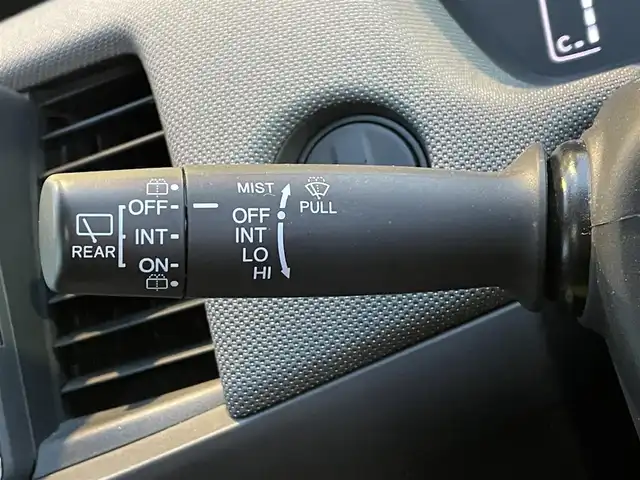 OFF
INT
ON
REAR
MIST
OFF
INT
LO
HI
PULL
C